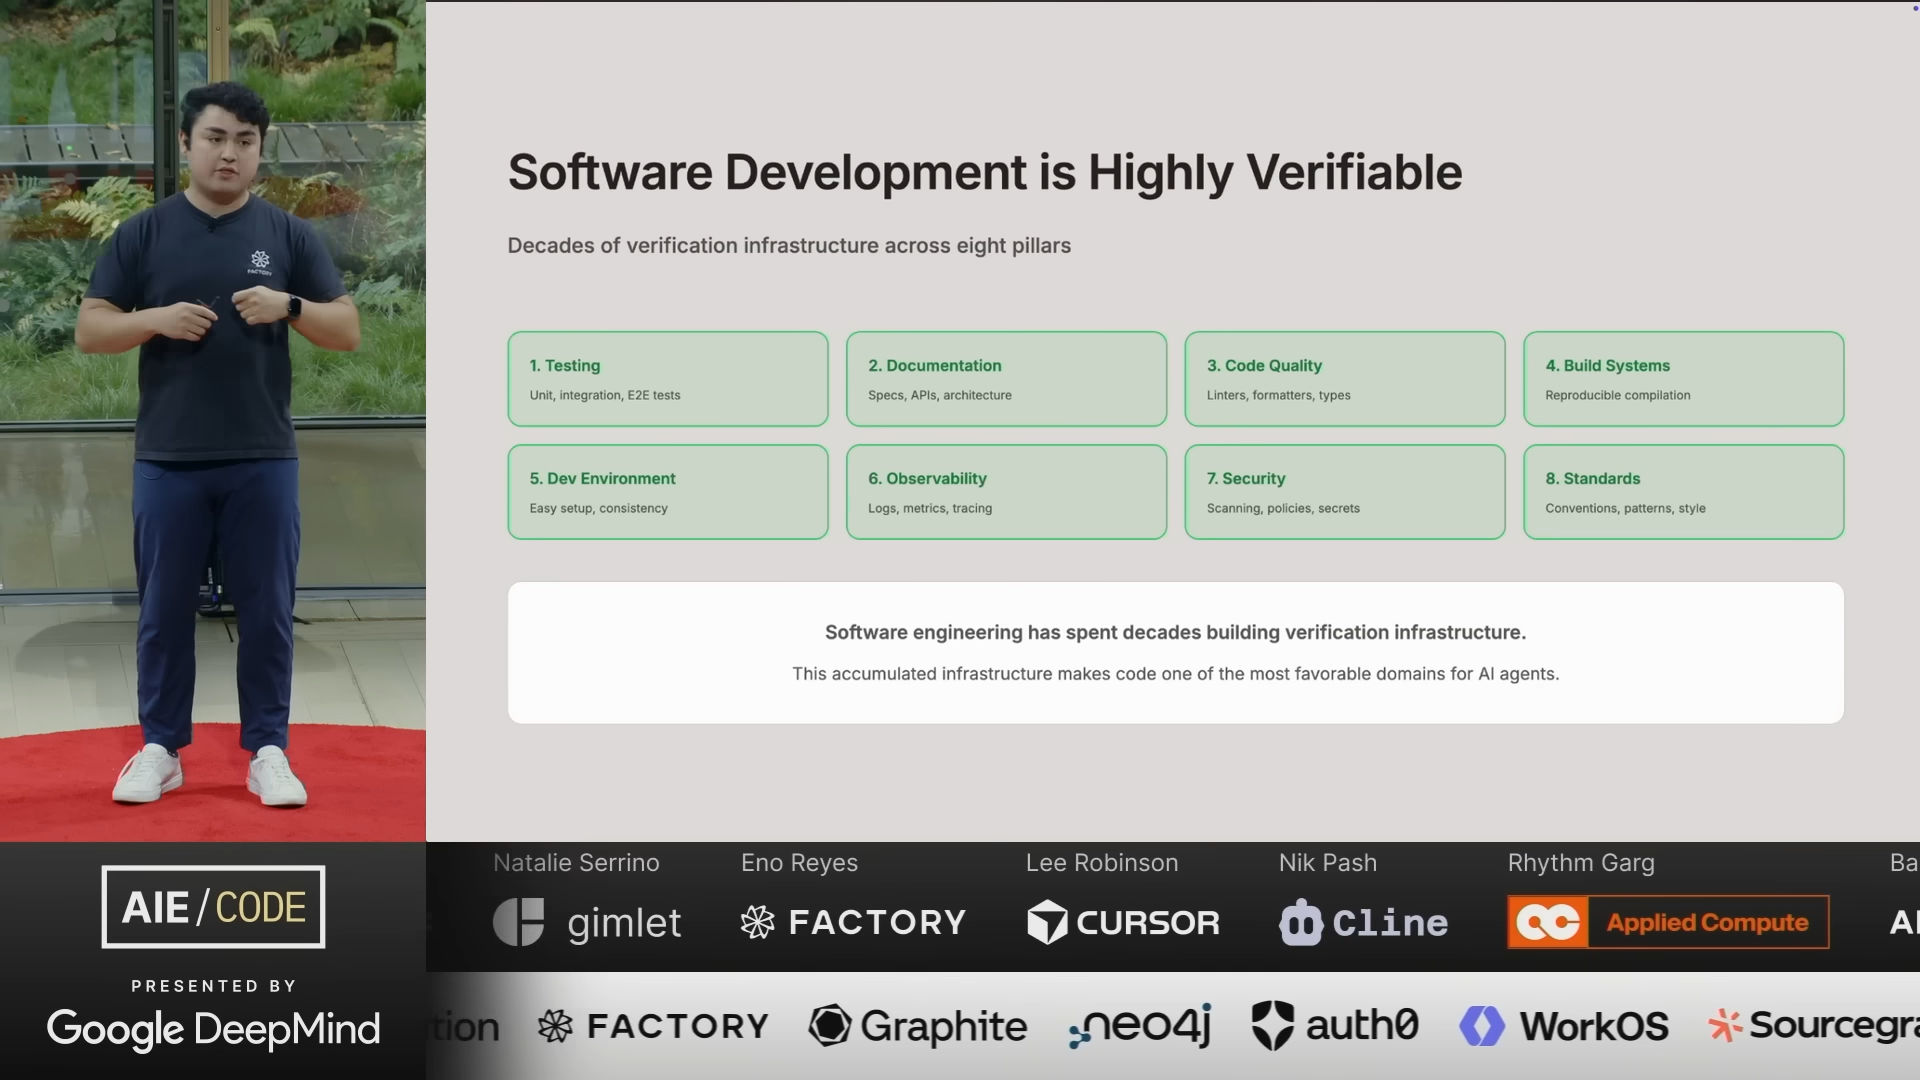 FACTORY
Software Development is Highly Verifiable
Decades of verification infrastructure across eight pillars
1. Testing
Unit, integration, E2E tests
2. Documentation
Specs, APIs, architecture
3. Code Quality
Linters, formatters, types
4. Build Systems
Reproducible compilation
5. Dev Environment
Easy setup, consistency
6. Observability
Logs, metrics, tracing
7. Security
Scanning, policies, secrets
8. Standards
Conventions, patterns, style
Software engineering has spent decades building verification infrastructure.
This accumulated infrastructure makes code one of the most favorable domains for AI agents.
AIE/CODE
PRESENTED BY
Google DeepMind
Natalie Serrino
gimlet
Eno Reyes
FACTORY
Lee Robinson
CURSOR
Nik Pash
Cline
Rhythm Garg
Applied Compute
Ba
tion
FACTORY
Graphite
neo4j
auth0
WorkOS
Sourcegra